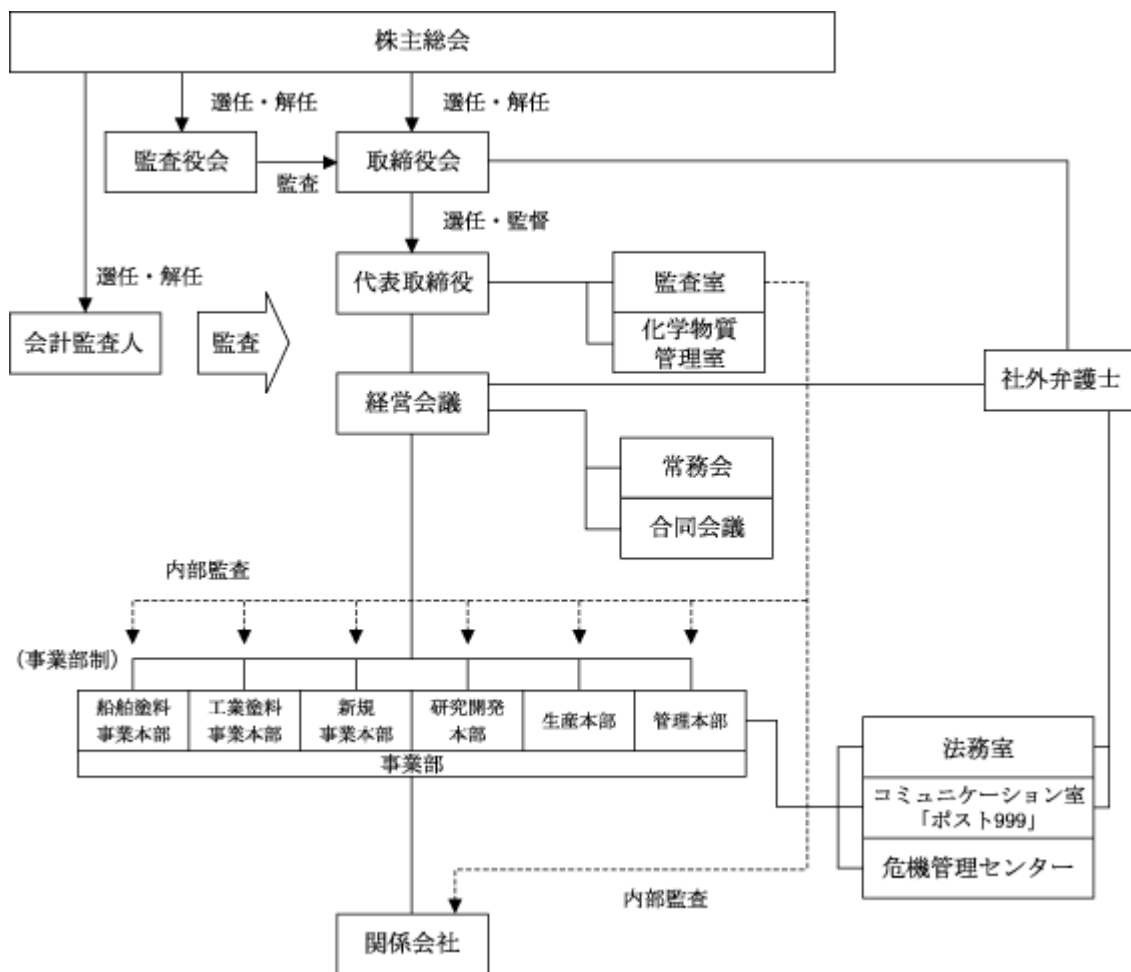 株主総会
選任・解任
選任・解任
監査役会
取締役会
監査
選任・監督
選任・解任
代表取締役
監査室
会計監査人
監査
化学物質
管理室
社外弁護士
経営会議
常務会
合同会議
内部監査
（事業部制）
船舶塗料
事業本部
工業塗料
事業本部
新規
事業本部
研究開発
本部
生産本部
管理本部
事業部
法務室
コミュニケーション室
「ポスト999」
危機管理センター
内部監査
関係会社